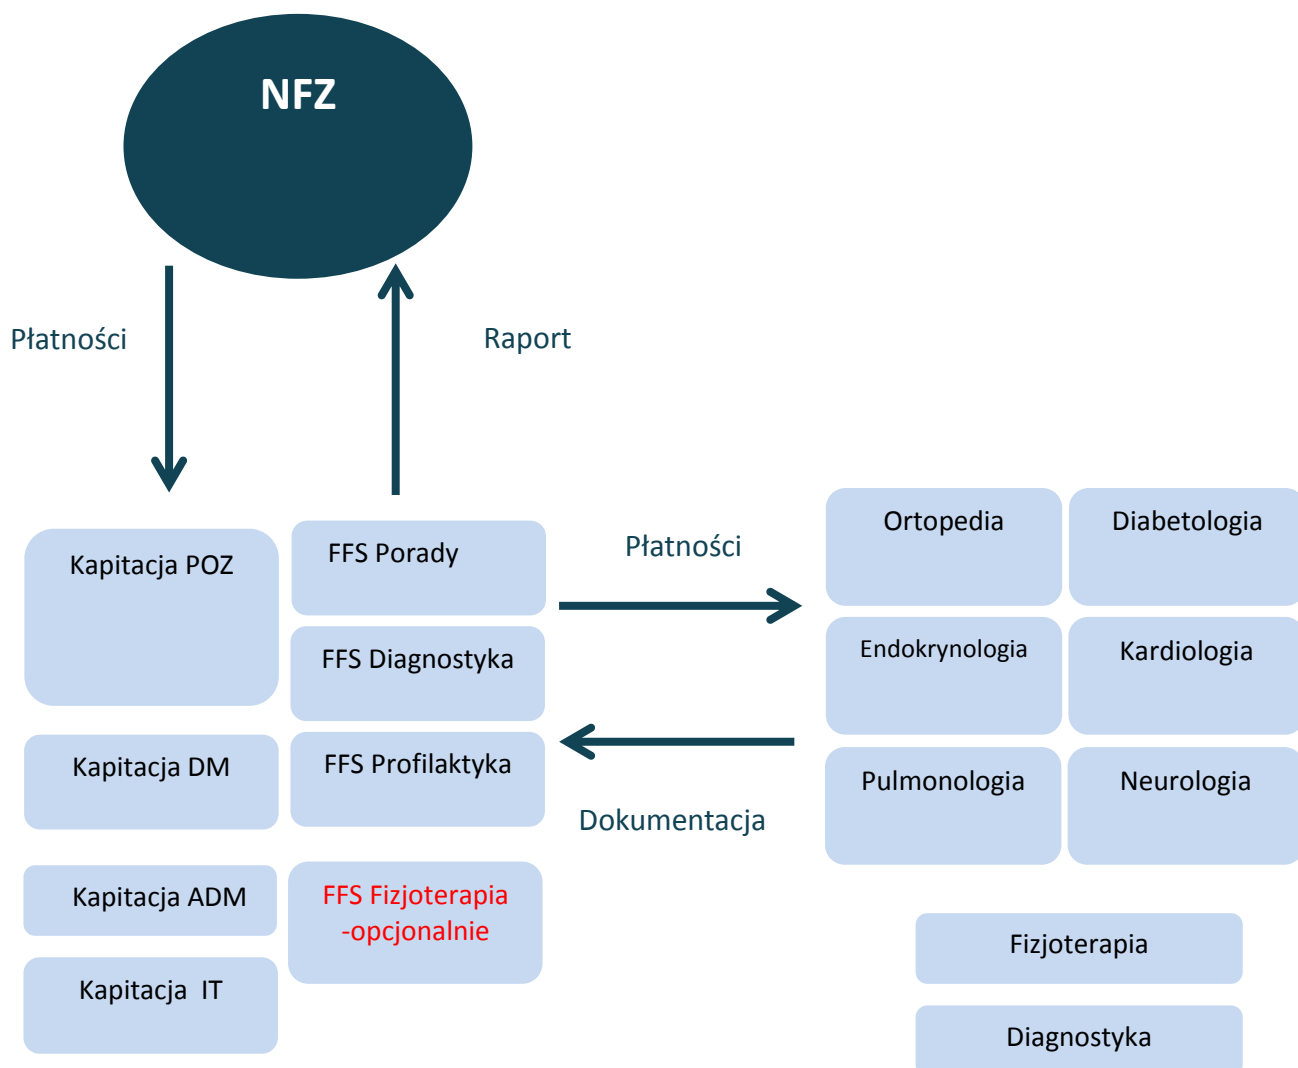 NFZ
Płatności
Raport
Kapitacja POZ
FFS Porady
Płatności
Ortopedia
Diabetologia
FFS Diagnostyka
Endokrynologia
Kardiologia
Kapitacja DM
FFS Profilaktyka
Dokumentacja
Pulmonologia
Neurologia
Kapitacja ADM
FFS Fizjoterapia
-opcjonalnie
Kapitacja IT
Fizjoterapia
Diagnostyka